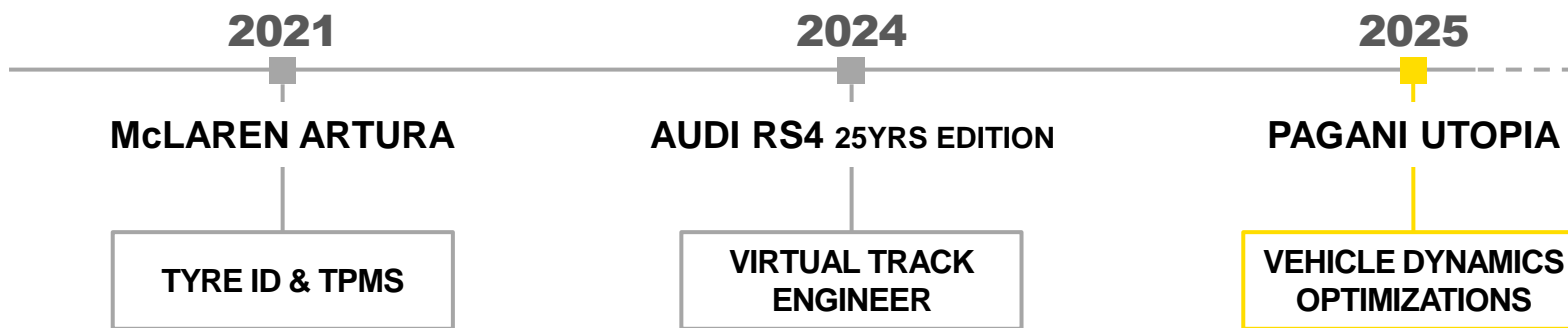 2021
2024
2025
McLAREN ARTURA
AUDI RS4 25YRS EDITION
PAGANI UTOPIA
TYRE ID & TPMS
VIRTUAL TRACK
ENGINEER
VEHICLE DYNAMICS
OPTIMIZATIONS